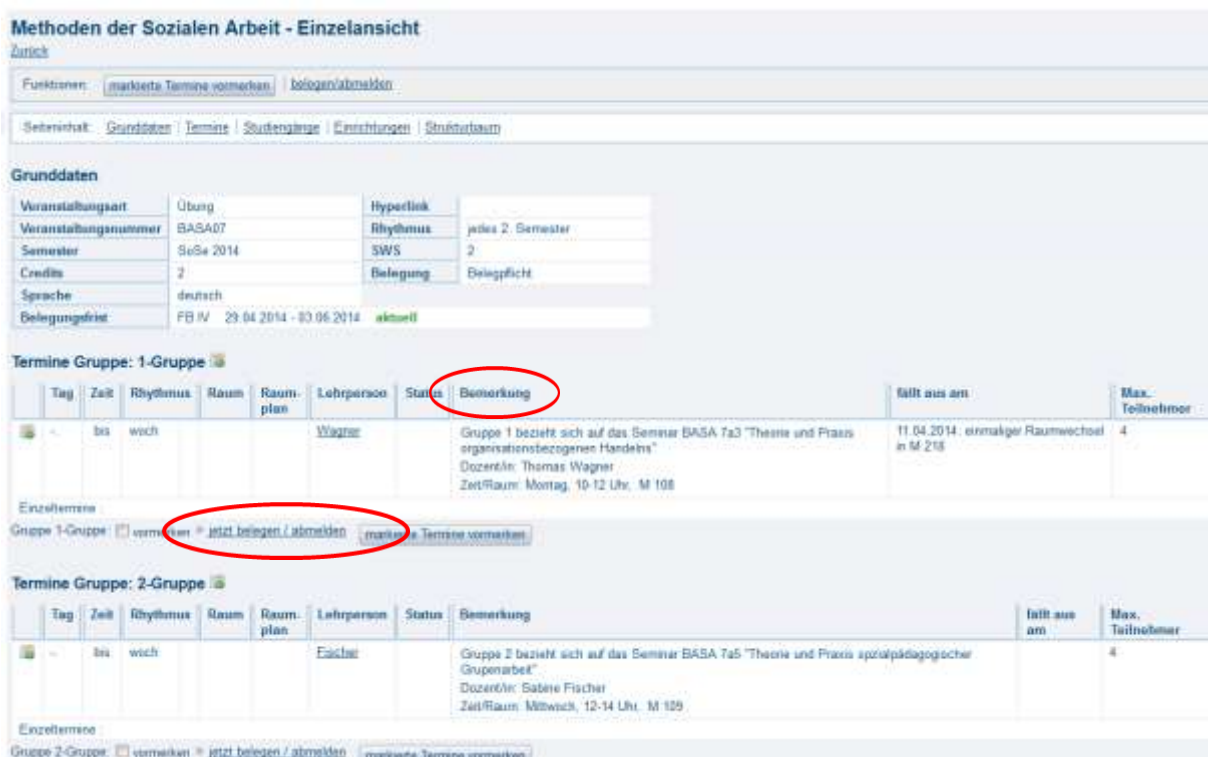 Methoden der Sozialen Arbeit - Einzelansicht
Zurück
Funktionen: markierte Termine vormerken belegen/abmelden
Seiteninhalt: Grunddaten | Termine | Studiengänge | Einrichtungen | Strukturbaum
Grunddaten
Veranstaltungsart Übung Hyperlink
Veranstaltungsnummer BASA07 Rhythmus jedes 2. Semester
Semester SoSe 2014 SWS 2
Credits 2 Belegung Belegpflicht
Sprache deutsch
Belegungsfrist FB IV 29.04.2014 - 03.06.2014 aktuell
Termine Gruppe: 1-Gruppe
Tag Zeit Rhythmus Raum Raum- Lehrperson Status Bemerkung fällt aus am Max.
plan Teilnehmer
-. bis woch Wagner Gruppe 1 bezieht sich auf das Seminar BASA 7a3 "Theorie und Praxis 11.04.2014: einmaliger Raumwechsel 4
organisationsbezogenen Handelns" in M 218
Dozent/in: Thomas Wagner
Zeit/Raum: Montag, 10-12 Uhr, M 108
Einzeltermine
Gruppe 1-Gruppe: vormerken jetzt belegen / abmelden markierte Termine vormerken
Termine Gruppe: 2-Gruppe
Tag Zeit Rhythmus Raum Raum- Lehrperson Status Bemerkung fällt aus Max.
plan am Teilnehmer
-. bis woch Fischer Gruppe 2 bezieht sich auf das Seminar BASA 7a5 "Theorie und Praxis sozialpädagogischer 4
Grupenarbeit"
Dozent/in: Sabine Fischer
Zeit/Raum: Mittwoch, 12-14 Uhr, M 109
Einzeltermine
Gruppe 2-Gruppe: vormerken jetzt belegen / abmelden markierte Termine vormerken